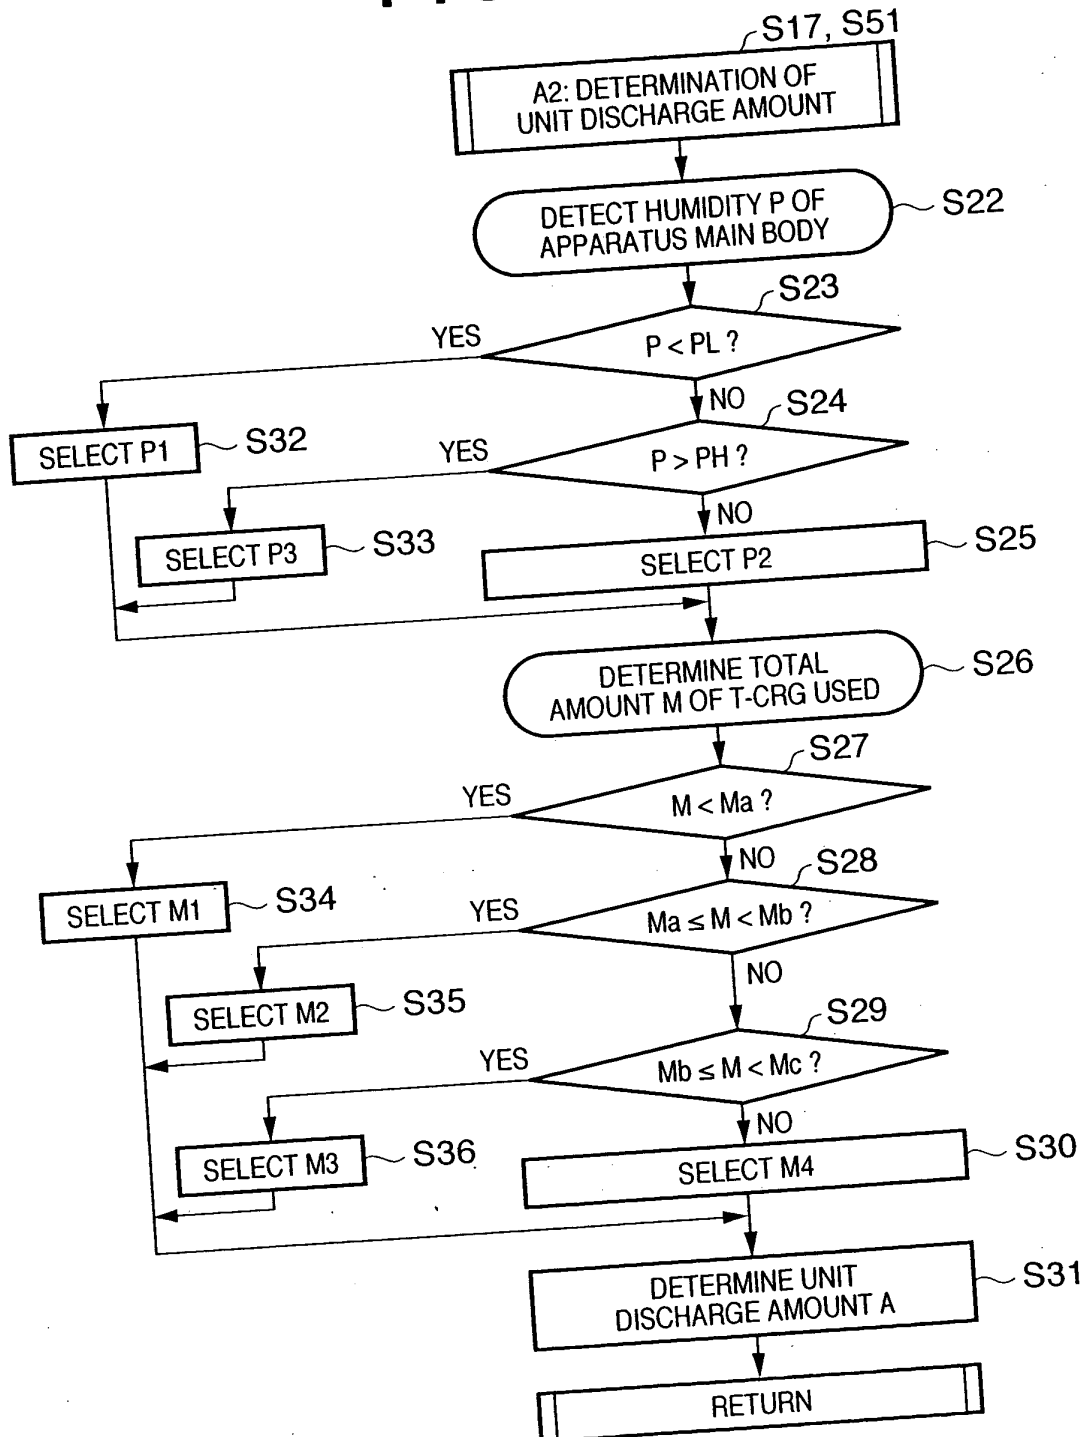 S17, S51
A2: DETERMINATION OF
UNIT DISCHARGE AMOUNT
DETECT HUMIDITY P OF
APPARATUS MAIN BODY
S22
S23
YES
P < PL ?
NO
S24
SELECT P1
S32
YES
P > PH ?
NO
SELECT P3
S33
SELECT P2
S25
DETERMINE TOTAL
AMOUNT M OF T-CRG USED
S26
S27
YES
M < Ma ?
NO
S28
SELECT M1
S34
YES
Ma ≤ M < Mb ?
NO
SELECT M2
S35
S29
YES
Mb ≤ M < Mc ?
NO
SELECT M3
S36
SELECT M4
S30
DETERMINE UNIT
DISCHARGE AMOUNT A
S31
RETURN